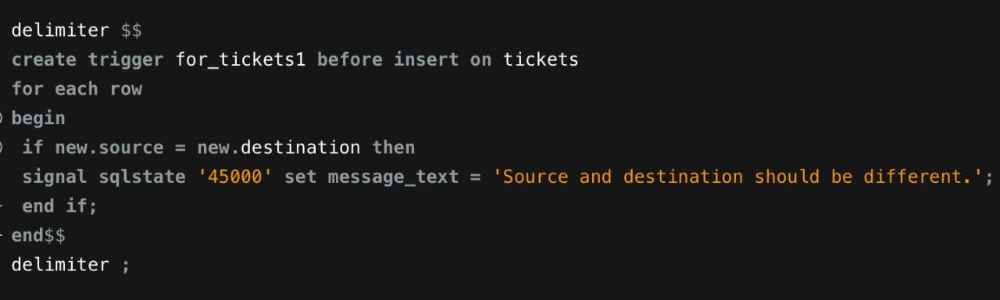 delimiter $$
create trigger for_tickets1 before insert on tickets
for each row
begin
if new.source = new.destination then
signal sqlstate '45000' set message_text = 'Source and destination should be different.';
end if;
end$$
delimiter ;